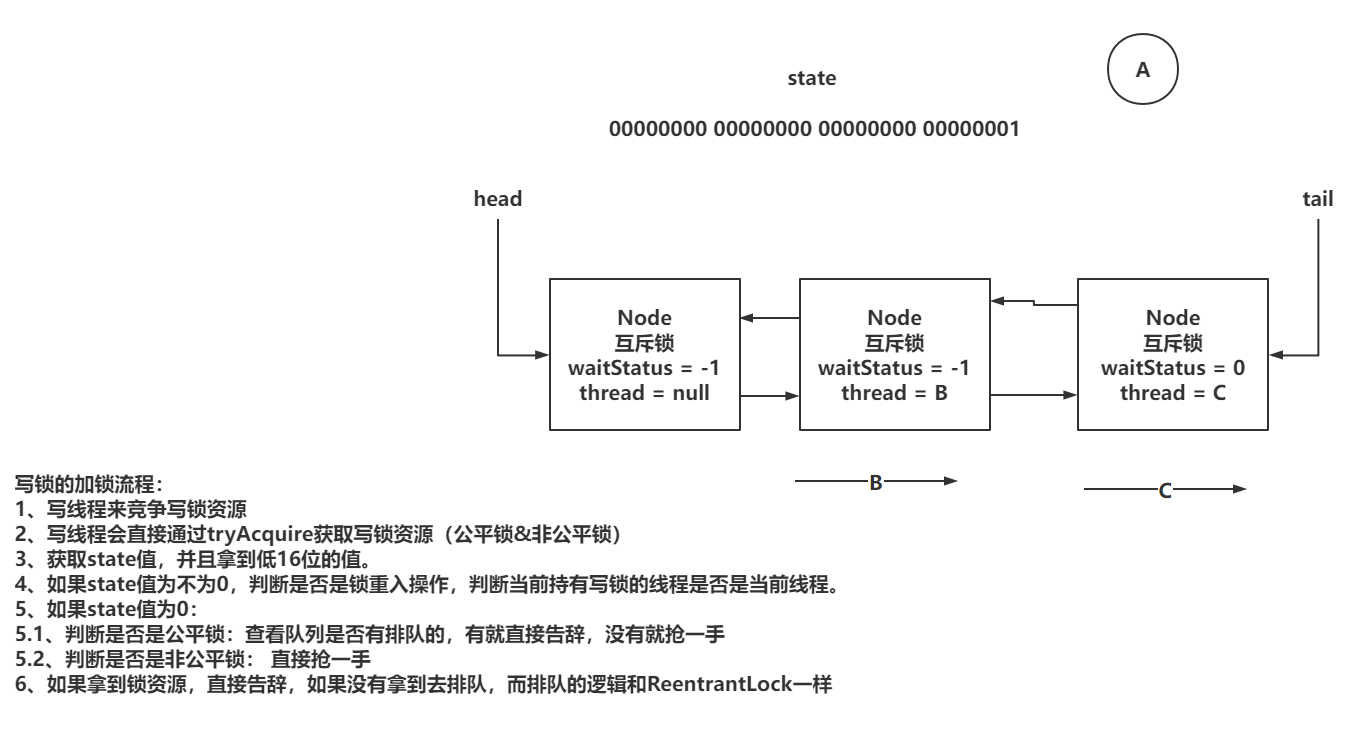 A
state
00000000 00000000 00000000 00000001
head
tail
Node
互斥锁
waitStatus = -1
thread = null
Node
互斥锁
waitStatus = -1
thread = B
Node
互斥锁
waitStatus = 0
thread = C
B
C
写锁的加锁流程：
1、写线程来竞争写锁资源
2、写线程会直接通过tryAcquire获取写锁资源（公平锁&非公平锁）
3、获取state值，并且拿到低16位的值。
4、如果state值为不为0，判断是否是锁重入操作，判断当前持有写锁的线程是否是当前线程。
5、如果state值为0：
5.1、判断是否是公平锁：查看队列是否有排队的，有就直接告辞，没有就抢一手
5.2、判断是否是非公平锁： 直接抢一手
6、如果拿到锁资源，直接告辞，如果没有拿到去排队，而排队的逻辑和ReentrantLock一样